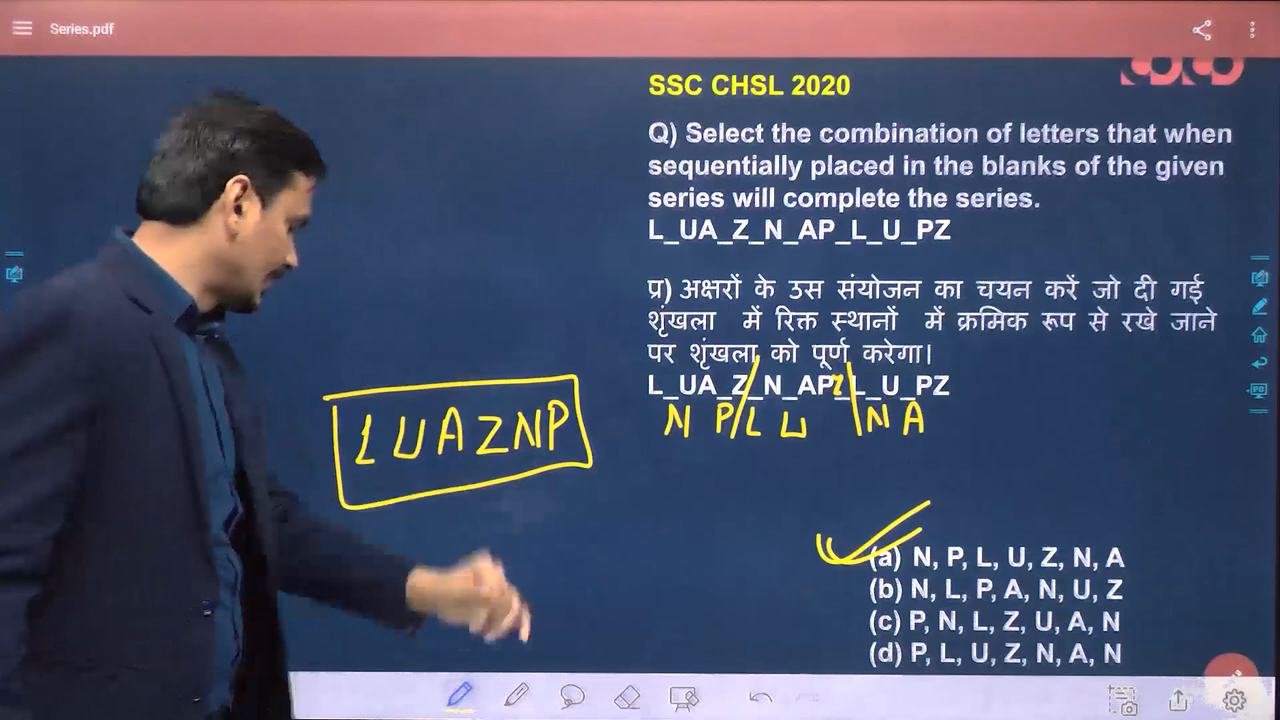 Series.pdf
SSC CHSL 2020
Q) Select the combination of letters that when
sequentially placed in the blanks of the given
series will complete the series.
L_UA_Z_N_AP_L_U_PZ
प्र) अक्षरों के उस संयोजन का चयन करें जो दी गई
शृंखला में रिक्त स्थानों में क्रमिक रूप से रखे जाने
पर शृंखला को पूर्ण करेगा।
L_UA_Z_N_AP_L_U_PZ
Z
N P/L U N A
L U A Z N P
(a) N, P, L, U, Z, N, A
(b) N, L, P, A, N, U, Z
(c) P, N, L, Z, U, A, N
(d) P, L, U, Z, N, A, N